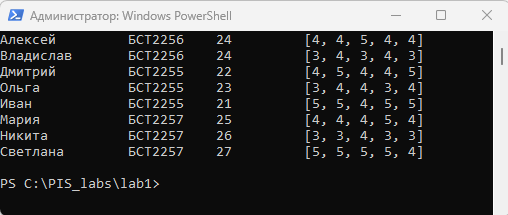 Администратор: Windows PowerShell
Алексей БСТ2256 24 [4, 4, 5, 4, 4]
Владислав БСТ2256 24 [3, 4, 3, 4, 3]
Дмитрий БСТ2255 22 [4, 5, 4, 4, 5]
Ольга БСТ2255 23 [3, 4, 4, 3, 4]
Иван БСТ2255 21 [5, 5, 4, 5, 5]
Мария БСТ2257 25 [4, 4, 4, 5, 4]
Никита БСТ2257 26 [3, 3, 4, 3, 3]
Светлана БСТ2257 27 [5, 5, 5, 5, 4]
PS C:\PIS_labs\lab1>